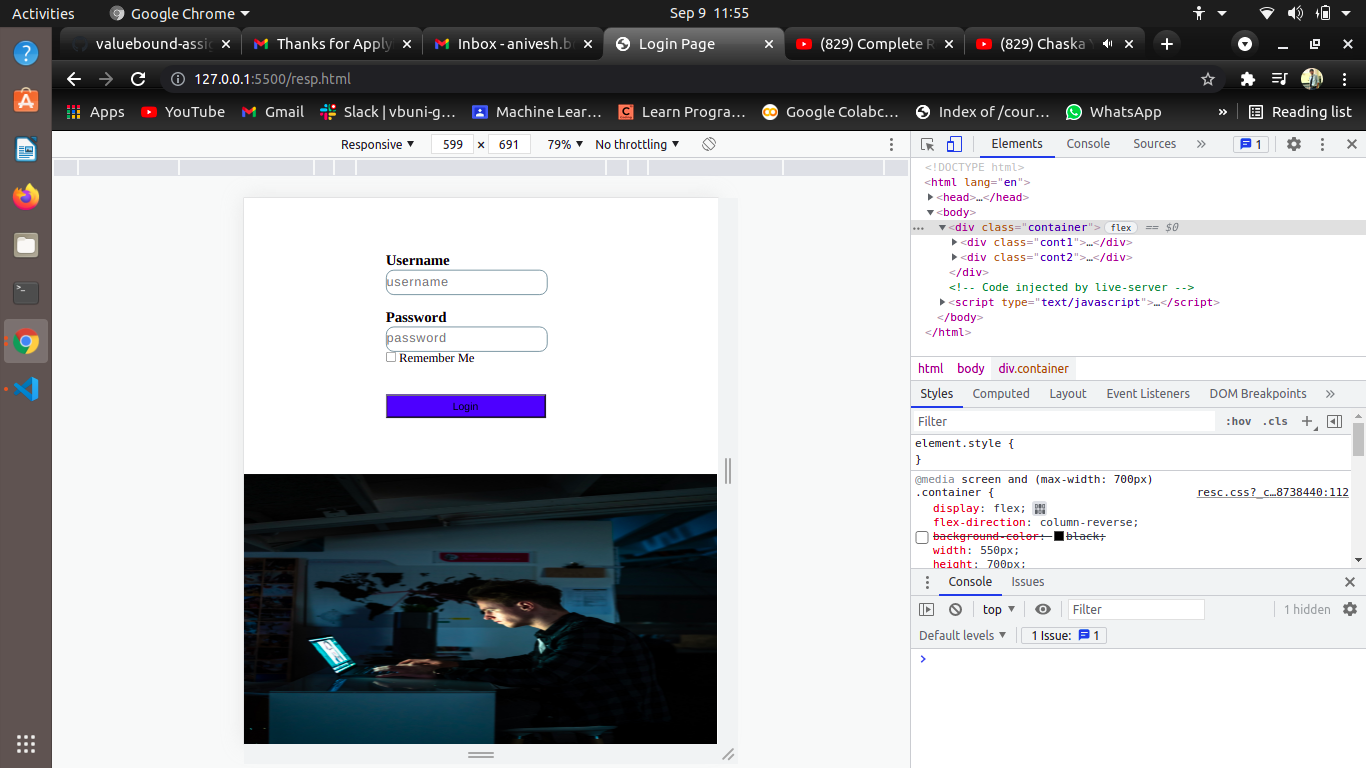 Activities
Google Chrome
Sep 9 11:55
valuebound-assi
Thanks for Apply
Inbox - anivesh.b
Login Page
(829) Complete R
(829) Chaska
127.0.0.1:5500/resp.html
Apps
YouTube
Gmail
Slack | vbuni-g…
Machine Lear…
Learn Progra…
Google Colabc…
Index of /cour…
WhatsApp
»
Reading list
Responsive
599 × 691
79%
No throttling
Elements
Console
Sources
»
1
<!DOCTYPE html>
<html lang="en">
<head>…</head>
<body>
<div class="container"> flex == $0
<div class="cont1">…</div>
<div class="cont2">…</div>
</div>
<!-- Code injected by live-server -->
<script type="text/javascript">…</script>
</body>
</html>
html body div.container
Styles
Computed
Layout
Event Listeners
DOM Breakpoints
»
Filter
:hov .cls +
element.style {
}
@media screen and (max-width: 700px)
.container {
resc.css?_c…8738440:112
display: flex;
flex-direction: column-reverse;
background-color: black;
width: 550px;
height: 700px;
Console
Issues
top
Filter
1 hidden
Default levels
1 Issue: 1
Username
username
Password
password
Remember Me
Login